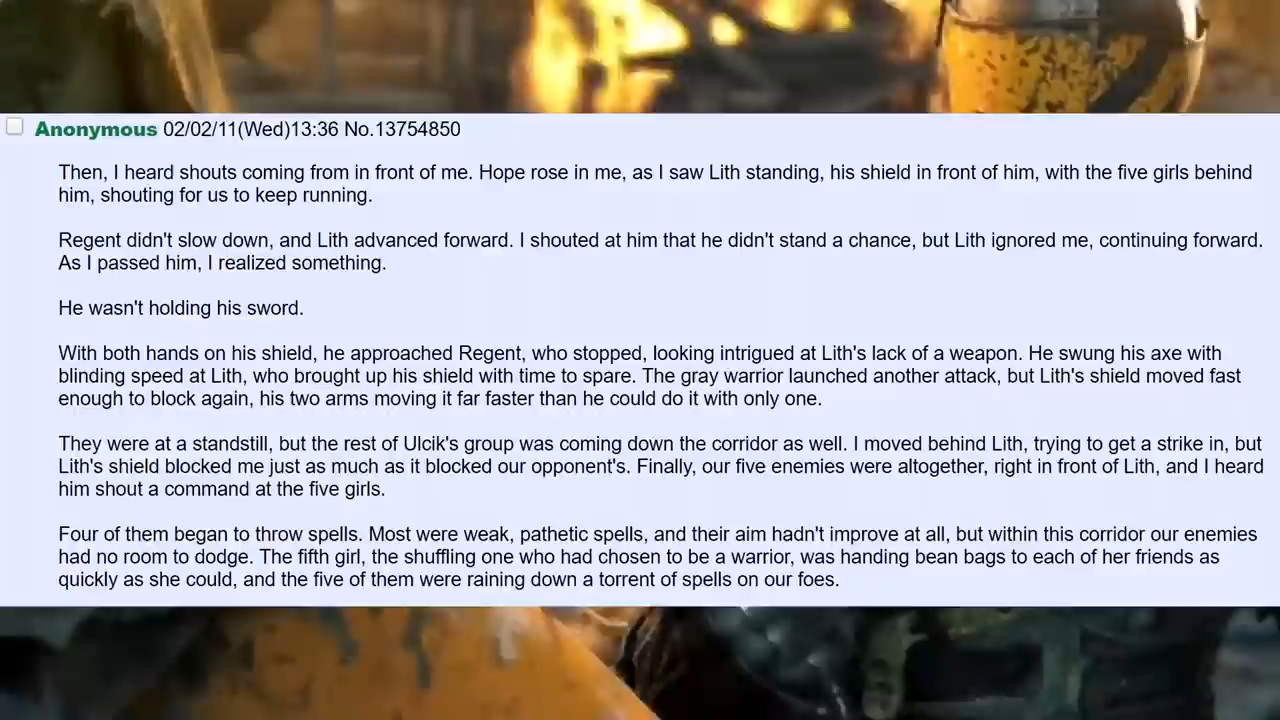 Anonymous 02/02/11(Wed)13:36 No.13754850
Then, I heard shouts coming from in front of me. Hope rose in me, as I saw Lith standing, his shield in front of him, with the five girls behind
him, shouting for us to keep running.
Regent didn't slow down, and Lith advanced forward. I shouted at him that he didn't stand a chance, but Lith ignored me, continuing forward.
As I passed him, I realized something.
He wasn't holding his sword.
With both hands on his shield, he approached Regent, who stopped, looking intrigued at Lith's lack of a weapon. He swung his axe with
blinding speed at Lith, who brought up his shield with time to spare. The gray warrior launched another attack, but Lith's shield moved fast
enough to block again, his two arms moving it far faster than he could do it with only one.
They were at a standstill, but the rest of Ulcik's group was coming down the corridor as well. I moved behind Lith, trying to get a strike in, but
Lith's shield blocked me just as much as it blocked our opponent's. Finally, our five enemies were altogether, right in front of Lith, and I heard
him shout a command at the five girls.
Four of them began to throw spells. Most were weak, pathetic spells, and their aim hadn't improve at all, but within this corridor our enemies
had no room to dodge. The fifth girl, the shuffling one who had chosen to be a warrior, was handing bean bags to each of her friends as
quickly as she could, and the five of them were raining down a torrent of spells on our foes.